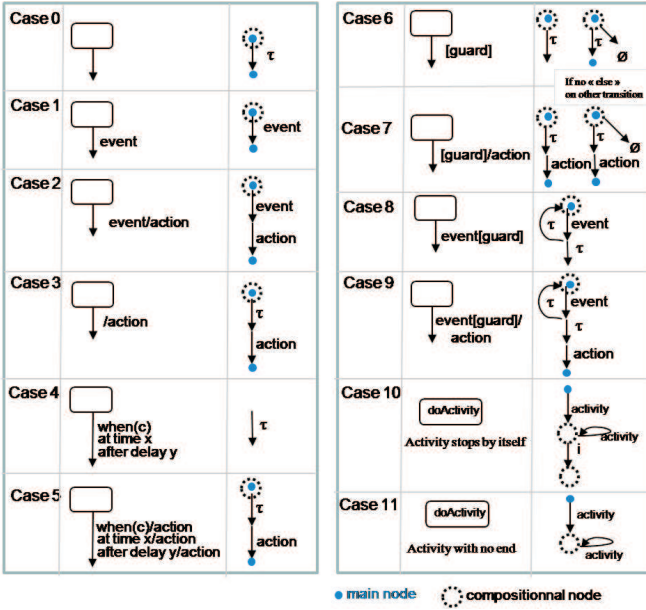 Case 0
τ
Case 1
event
event
Case 2
event/action
event
action
Case 3
/action
τ
action
Case 4
when(c)
at time x
after delay y
τ
Case 5
when(c)/action
at time x/action
after delay y/action
τ
action
Case 6
[guard]
τ
τ
Ø
If no « else »
on other transition
Case 7
[guard]/action
τ
τ
Ø
action
action
Case 8
event[guard]
τ
event
τ
Case 9
event[guard]/
action
τ
event
τ
action
Case 10
doActivity
Activity stops by itself
activity
activity
i
Case 11
doActivity
Activity with no end
activity
activity
main node
compositionnal node